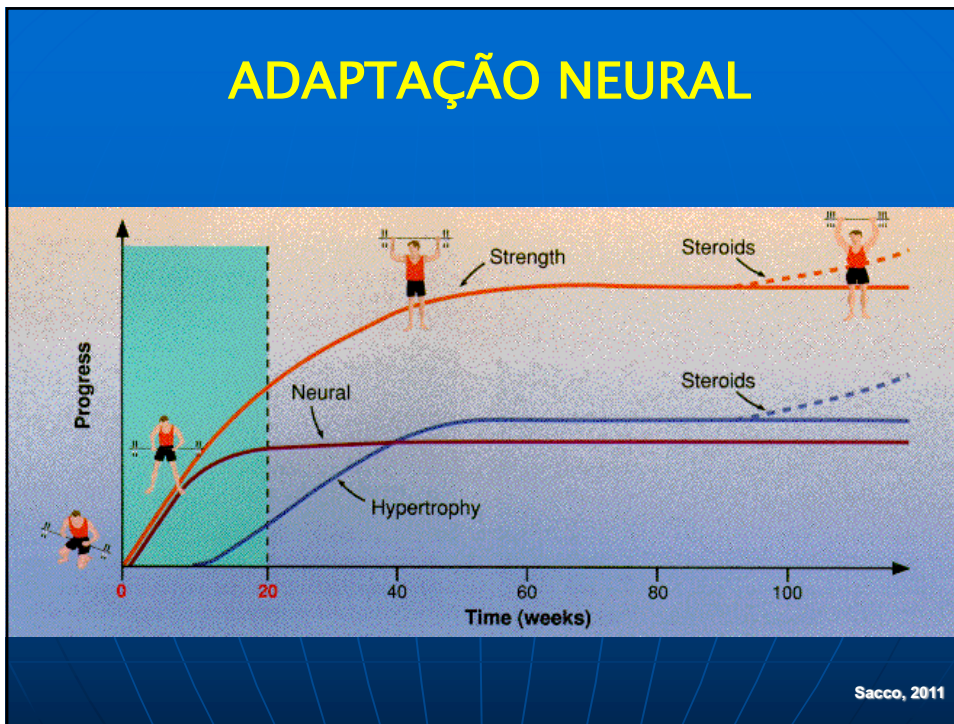 ADAPTAÇÃO NEURAL
Strength
Steroids
Progress
Neural
Steroids
Hypertrophy
0 20 40 60 80 100
Time (weeks)
Sacco, 2011